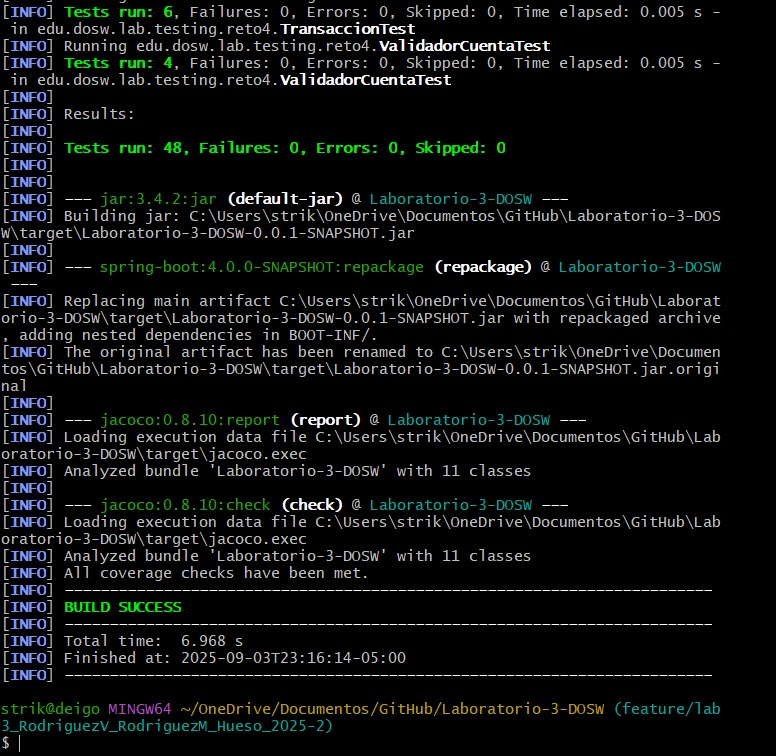 [INFO] Tests run: 6, Failures: 0, Errors: 0, Skipped: 0, Time elapsed: 0.005 s -
 in edu.dosw.lab.testing.reto4.TransaccionTest
[INFO] Running edu.dosw.lab.testing.reto4.ValidadorCuentaTest
[INFO] Tests run: 4, Failures: 0, Errors: 0, Skipped: 0, Time elapsed: 0.005 s -
 in edu.dosw.lab.testing.reto4.ValidadorCuentaTest
[INFO]
[INFO] Results:
[INFO]
[INFO] Tests run: 48, Failures: 0, Errors: 0, Skipped: 0
[INFO]
[INFO]
[INFO] --- jar:3.4.2:jar (default-jar) @ Laboratorio-3-DOSW ---
[INFO] Building jar: C:\Users\strik\OneDrive\Documentos\GitHub\Laboratorio-3-DOS
W\target\Laboratorio-3-DOSW-0.0.1-SNAPSHOT.jar
[INFO]
[INFO] --- spring-boot:4.0.0-SNAPSHOT:repackage (repackage) @ Laboratorio-3-DOSW
 ---
[INFO] Replacing main artifact C:\Users\strik\OneDrive\Documentos\GitHub\Laborat
orio-3-DOSW\target\Laboratorio-3-DOSW-0.0.1-SNAPSHOT.jar with repackaged archive
, adding nested dependencies in BOOT-INF/.
[INFO] The original artifact has been renamed to C:\Users\strik\OneDrive\Documen
tos\GitHub\Laboratorio-3-DOSW\target\Laboratorio-3-DOSW-0.0.1-SNAPSHOT.jar.origi
nal
[INFO]
[INFO] --- jacoco:0.8.10:report (report) @ Laboratorio-3-DOSW ---
[INFO] Loading execution data file C:\Users\strik\OneDrive\Documentos\GitHub\Lab
oratorio-3-DOSW\target\jacoco.exec
[INFO] Analyzed bundle 'Laboratorio-3-DOSW' with 11 classes
[INFO]
[INFO] --- jacoco:0.8.10:check (check) @ Laboratorio-3-DOSW ---
[INFO] Loading execution data file C:\Users\strik\OneDrive\Documentos\GitHub\Lab
oratorio-3-DOSW\target\jacoco.exec
[INFO] Analyzed bundle 'Laboratorio-3-DOSW' with 11 classes
[INFO] All coverage checks have been met.
[INFO] ------------------------------------------------------------------------
[INFO] BUILD SUCCESS
[INFO] ------------------------------------------------------------------------
[INFO] Total time:  6.968 s
[INFO] Finished at: 2025-09-03T23:16:14-05:00
[INFO] ------------------------------------------------------------------------
strik@deigo MINGW64 ~/OneDrive/Documentos/GitHub/Laboratorio-3-DOSW (feature/lab
3_RodriguezV_RodriguezM_Hueso_2025-2)
$